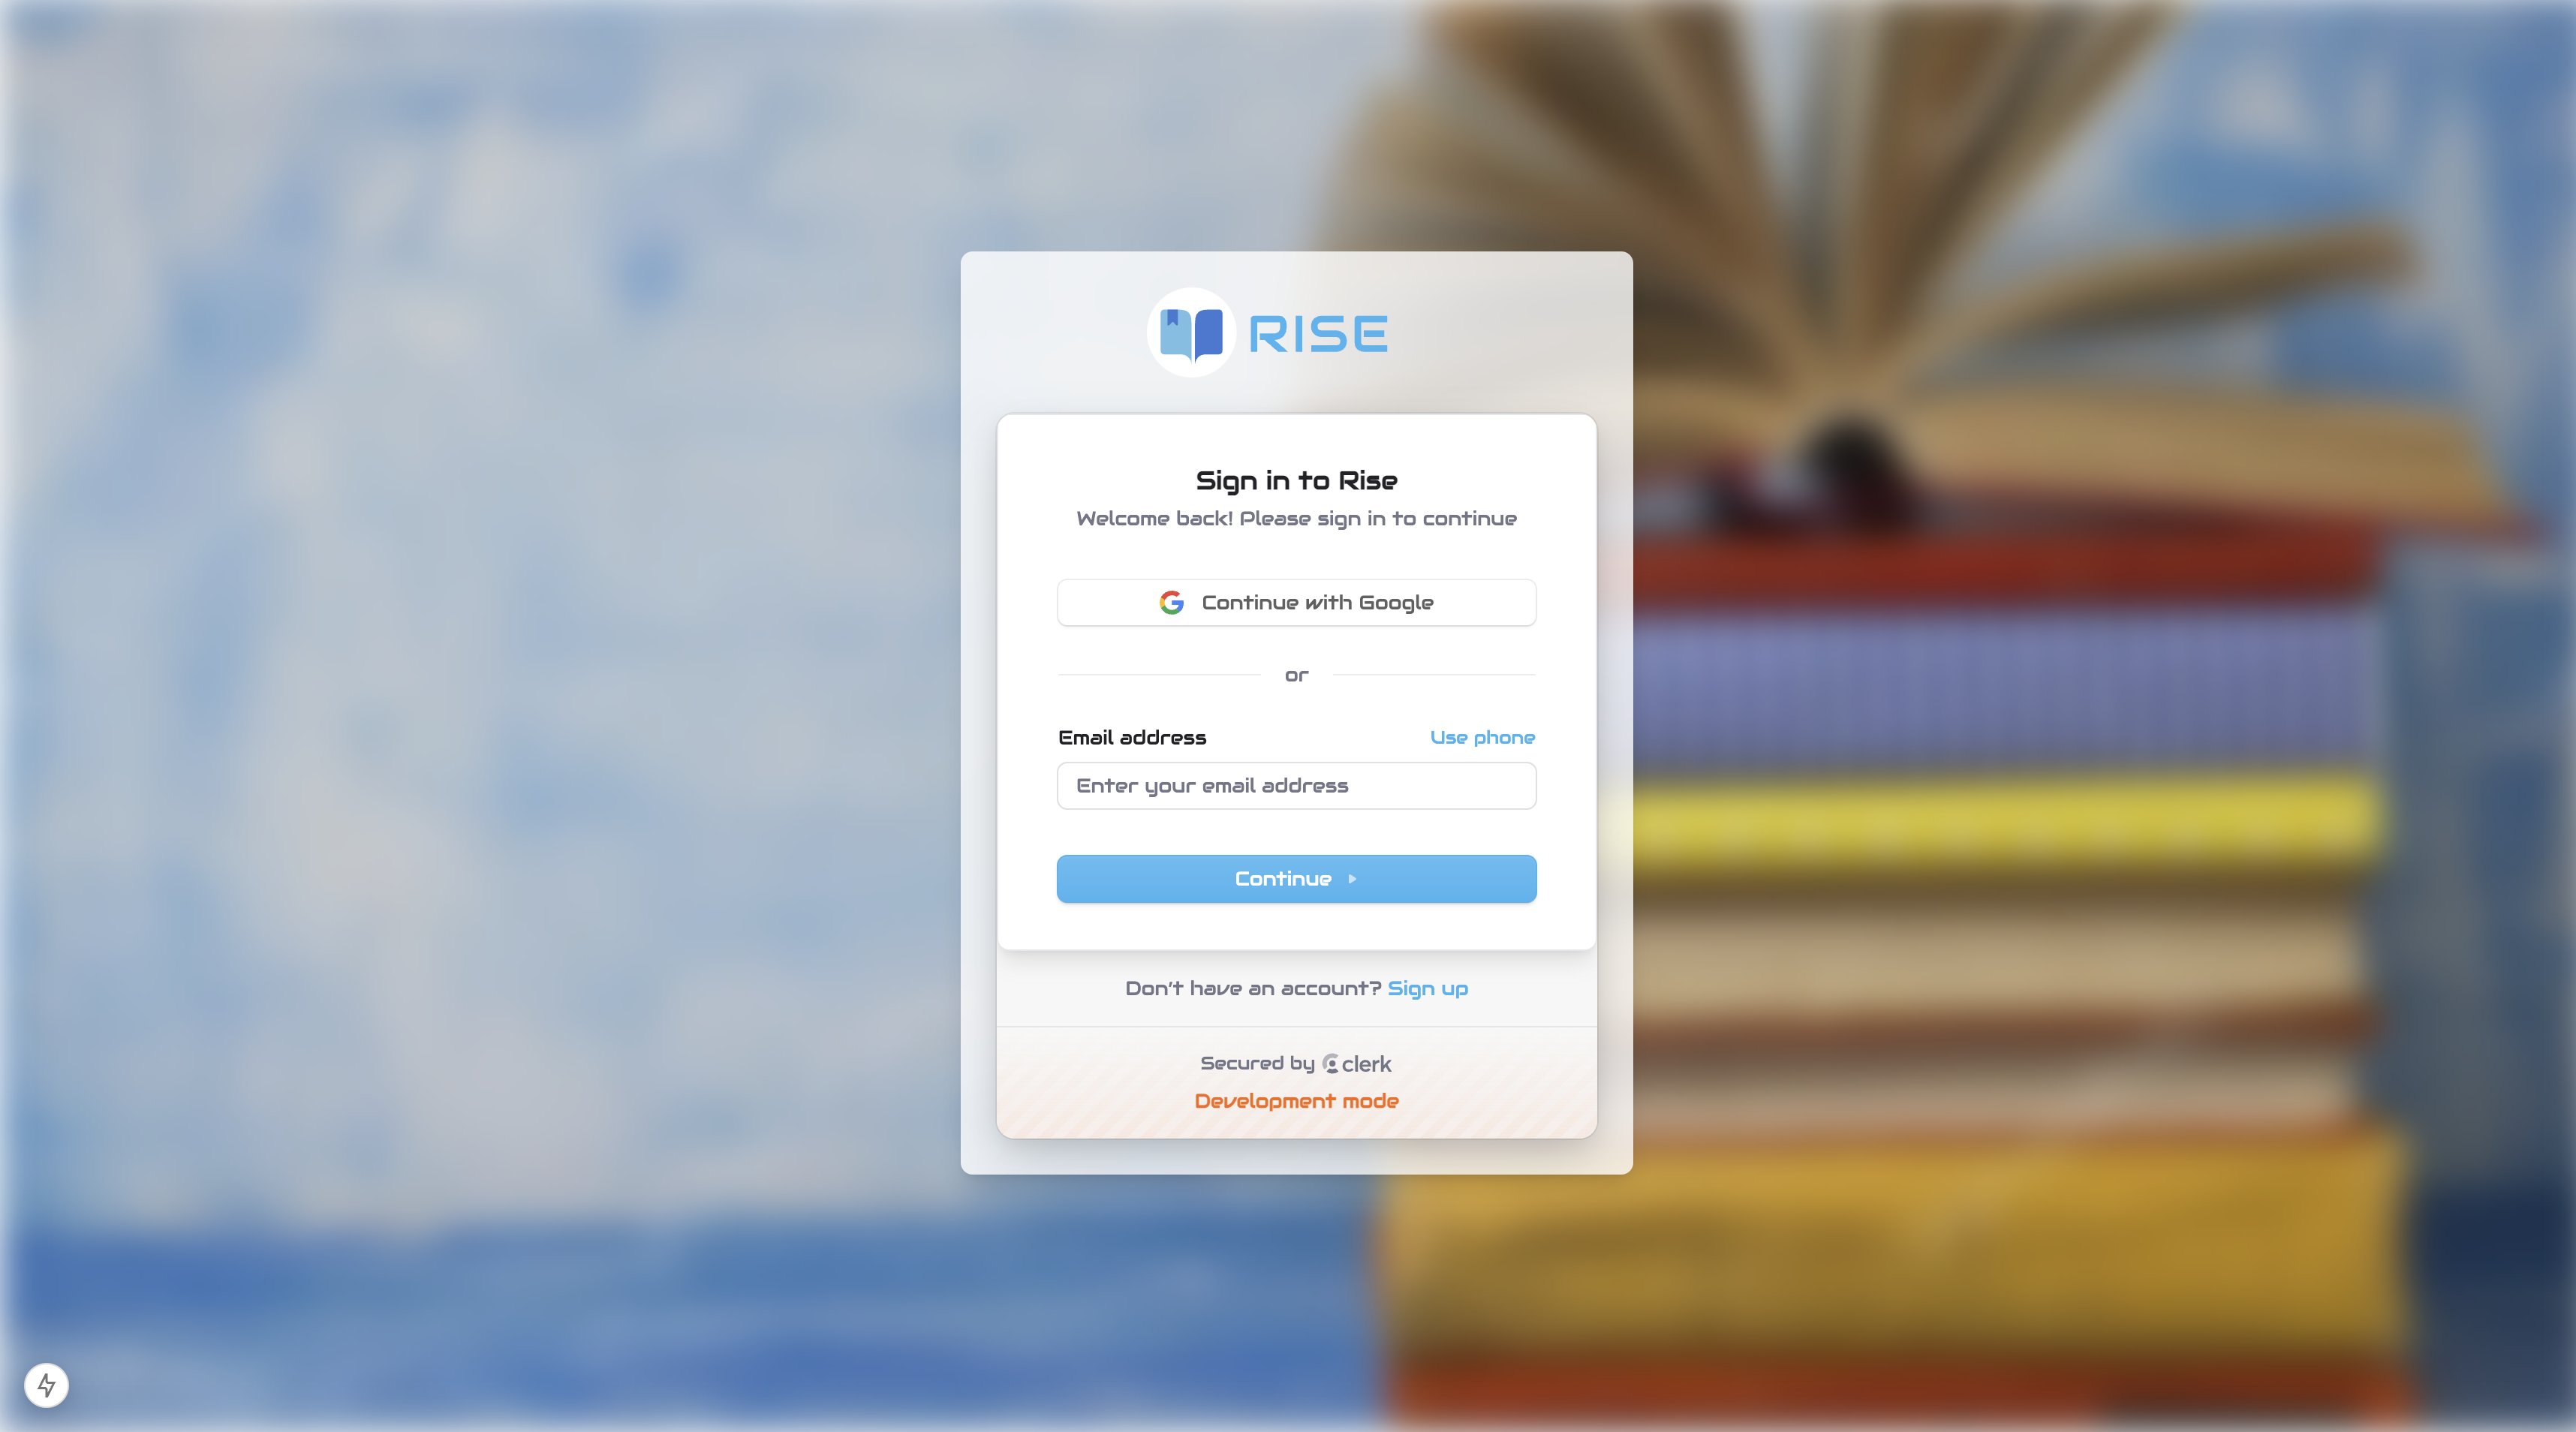 RISE
Sign in to Rise
Welcome back! Please sign in to continue
Continue with Google
or
Email address
Use phone
Enter your email address
Continue
Don't have an account? Sign up
Secured by clerk
Development mode